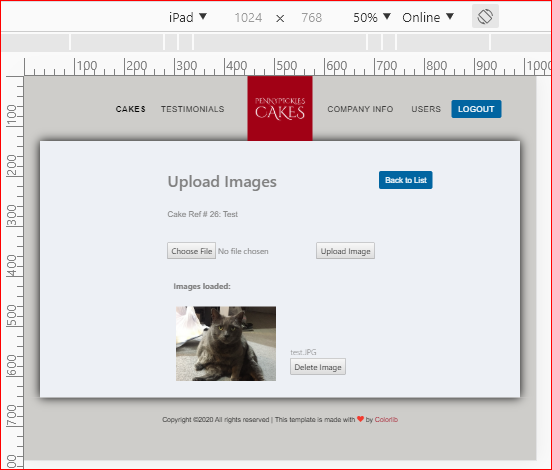 iPad ▼ 1024 × 768 50% ▼ Online ▼
100 200 300 400 500 600 700 800 900 1000
CAKES TESTIMONIALS PENNYPICKLES CAKES COMPANY INFO USERS LOGOUT
100
200
Upload Images Back to List
Cake Ref # 26: Test
300
Choose File No file chosen Upload Image
400
Images loaded:
500
test.JPG
Delete Image
600
Copyright ©2020 All rights reserved | This template is made with ❤ by Colorlib
700